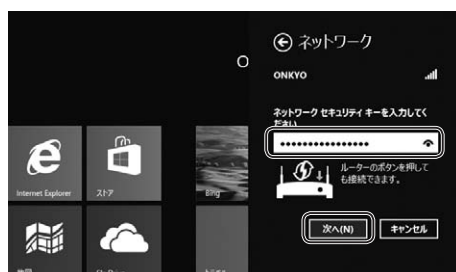 ネットワーク
O
ONKYO
ネットワーク セキュリティ キーを入力してく
ださい
ルーターのボタンを押して
も接続できます。
Internet Explorer
ストア
Bing
次へ(N)
キャンセル